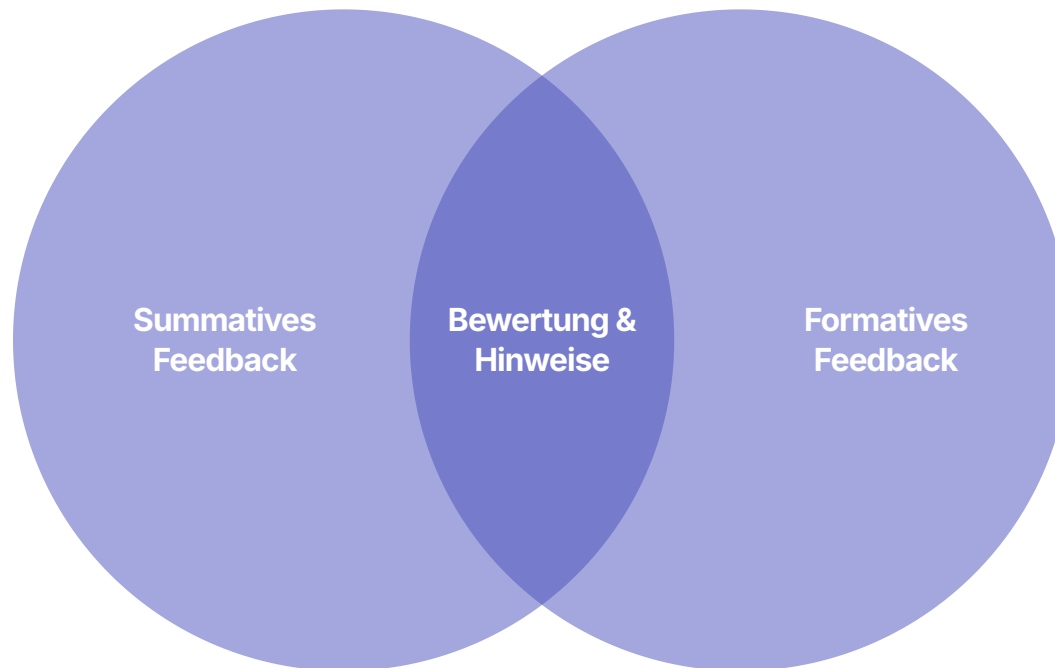 Summatives
Feedback
Bewertung &
Hinweise
Formatives
Feedback